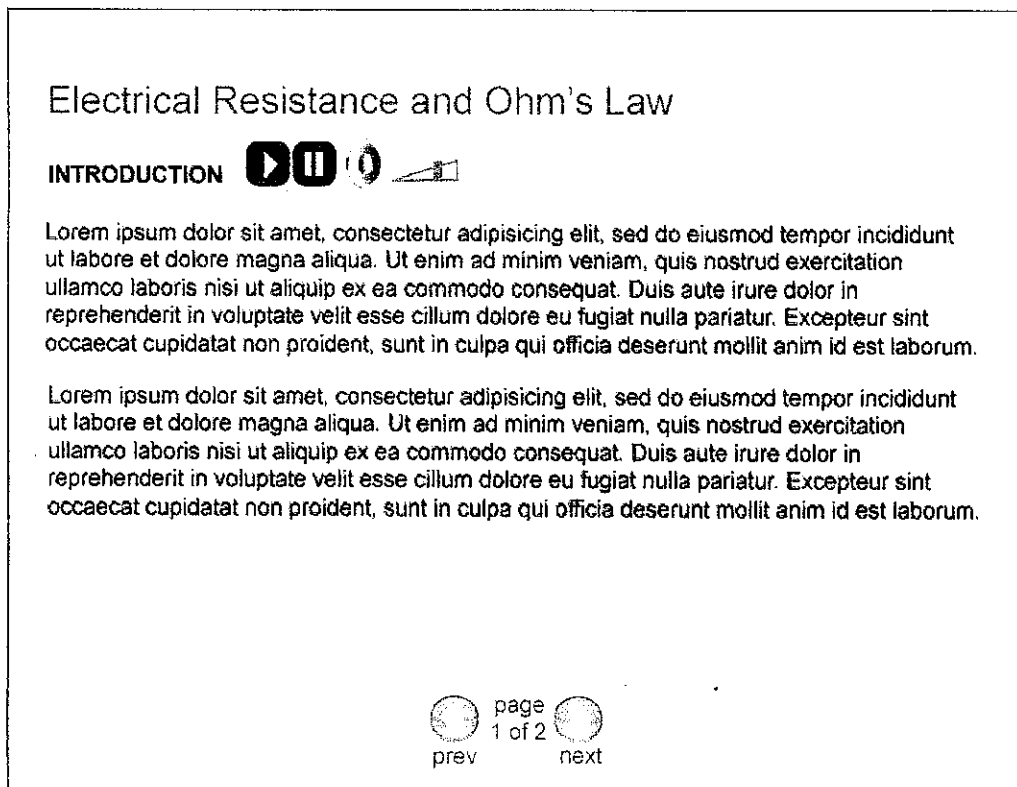 Electrical Resistance and Ohm's Law
INTRODUCTION
Lorem ipsum dolor sit amet, consectetur adipisicing elit, sed do eiusmod tempor incididunt
ut labore et dolore magna aliqua. Ut enim ad minim veniam, quis nostrud exercitation
ullamco laboris nisi ut aliquip ex ea commodo consequat. Duis aute irure dolor in
reprehenderit in voluptate velit esse cillum dolore eu fugiat nulla pariatur. Excepteur sint
occaecat cupidatat non proident, sunt in culpa qui officia deserunt mollit anim id est laborum.
Lorem ipsum dolor sit amet, consectetur adipisicing elit, sed do eiusmod tempor incididunt
ut labore et dolore magna aliqua. Ut enim ad minim veniam, quis nostrud exercitation
ullamco laboris nisi ut aliquip ex ea commodo consequat. Duis aute irure dolor in
reprehenderit in voluptate velit esse cillum dolore eu fugiat nulla pariatur. Excepteur sint
occaecat cupidatat non proident, sunt in culpa qui officia deserunt mollit anim id est laborum.
page
1 of 2
prev next